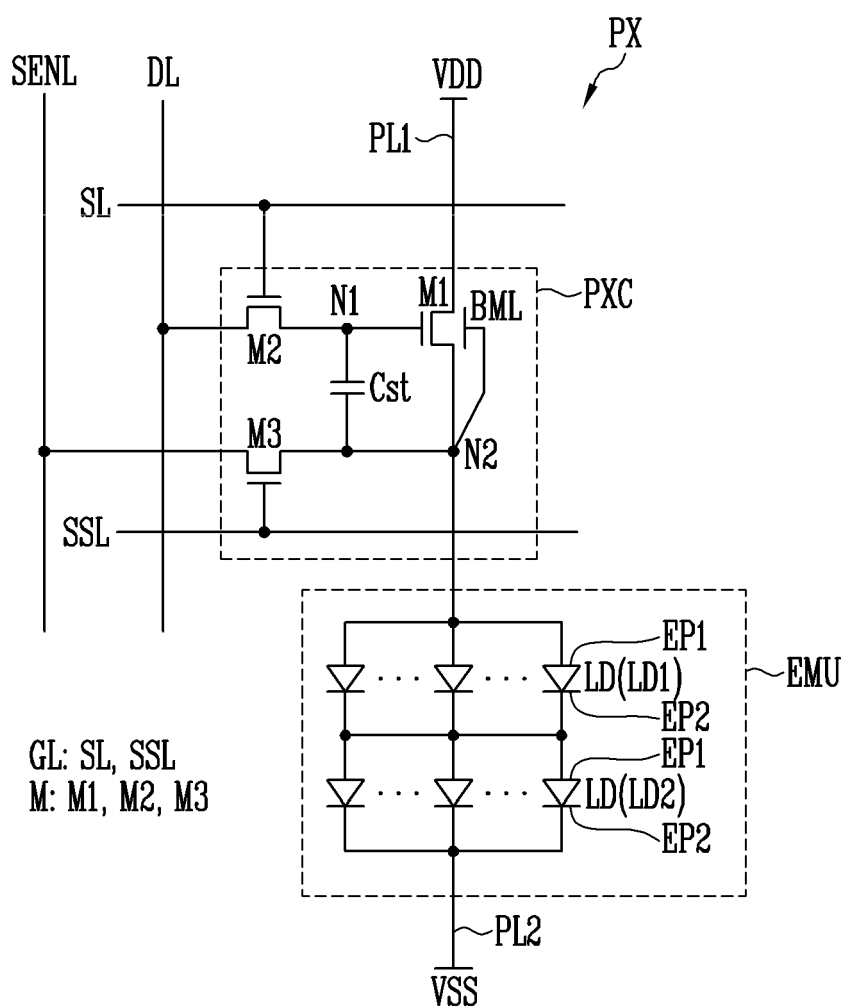 PX
SENL
DL
VDD
PL1
SL
PXC
M1
BML
N1
M2
Cst
M3
N2
SSL
EP1
LD(LD1)
EMU
EP2
EP1
LD(LD2)
EP2
GL: SL, SSL
M: M1, M2, M3
PL2
VSS